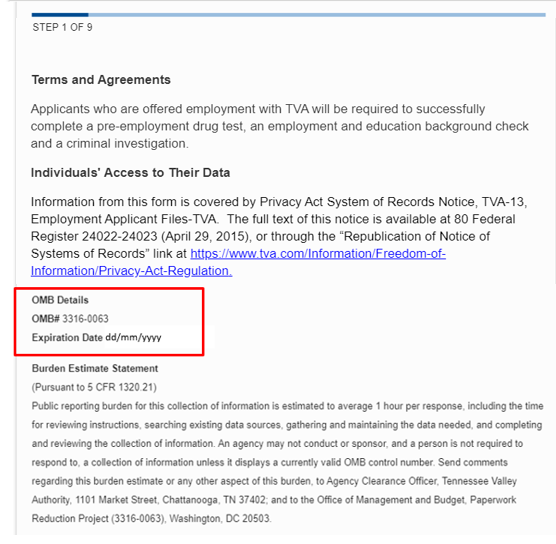 STEP 1 OF 9
Terms and Agreements
Applicants who are offered employment with TVA will be required to successfully
complete a pre-employment drug test, an employment and education background check
and a criminal investigation.
Individuals' Access to Their Data
Information from this form is covered by Privacy Act System of Records Notice, TVA-13,
Employment Applicant Files-TVA.  The full text of this notice is available at 80 Federal
Register 24022-24023 (April 29, 2015), or through the “Republication of Notice of
Systems of Records” link at https://www.tva.com/Information/Freedom-of-
Information/Privacy-Act-Regulation.
OMB Details
OMB# 3316-0063
Expiration Date dd/mm/yyyy
Burden Estimate Statement
(Pursuant to 5 CFR 1320.21)
Public reporting burden for this collection of information is estimated to average 1 hour per response, including the time
for reviewing instructions, searching existing data sources, gathering and maintaining the data needed, and completing
and reviewing the collection of information. An agency may not conduct or sponsor, and a person is not required to
respond to, a collection of information unless it displays a currently valid OMB control number. Send comments
regarding this burden estimate or any other aspect of this burden, to Agency Clearance Officer, Tennessee Valley
Authority, 1101 Market Street, Chattanooga, TN 37402; and to the Office of Management and Budget, Paperwork
Reduction Project (3316-0063), Washington, DC 20503.